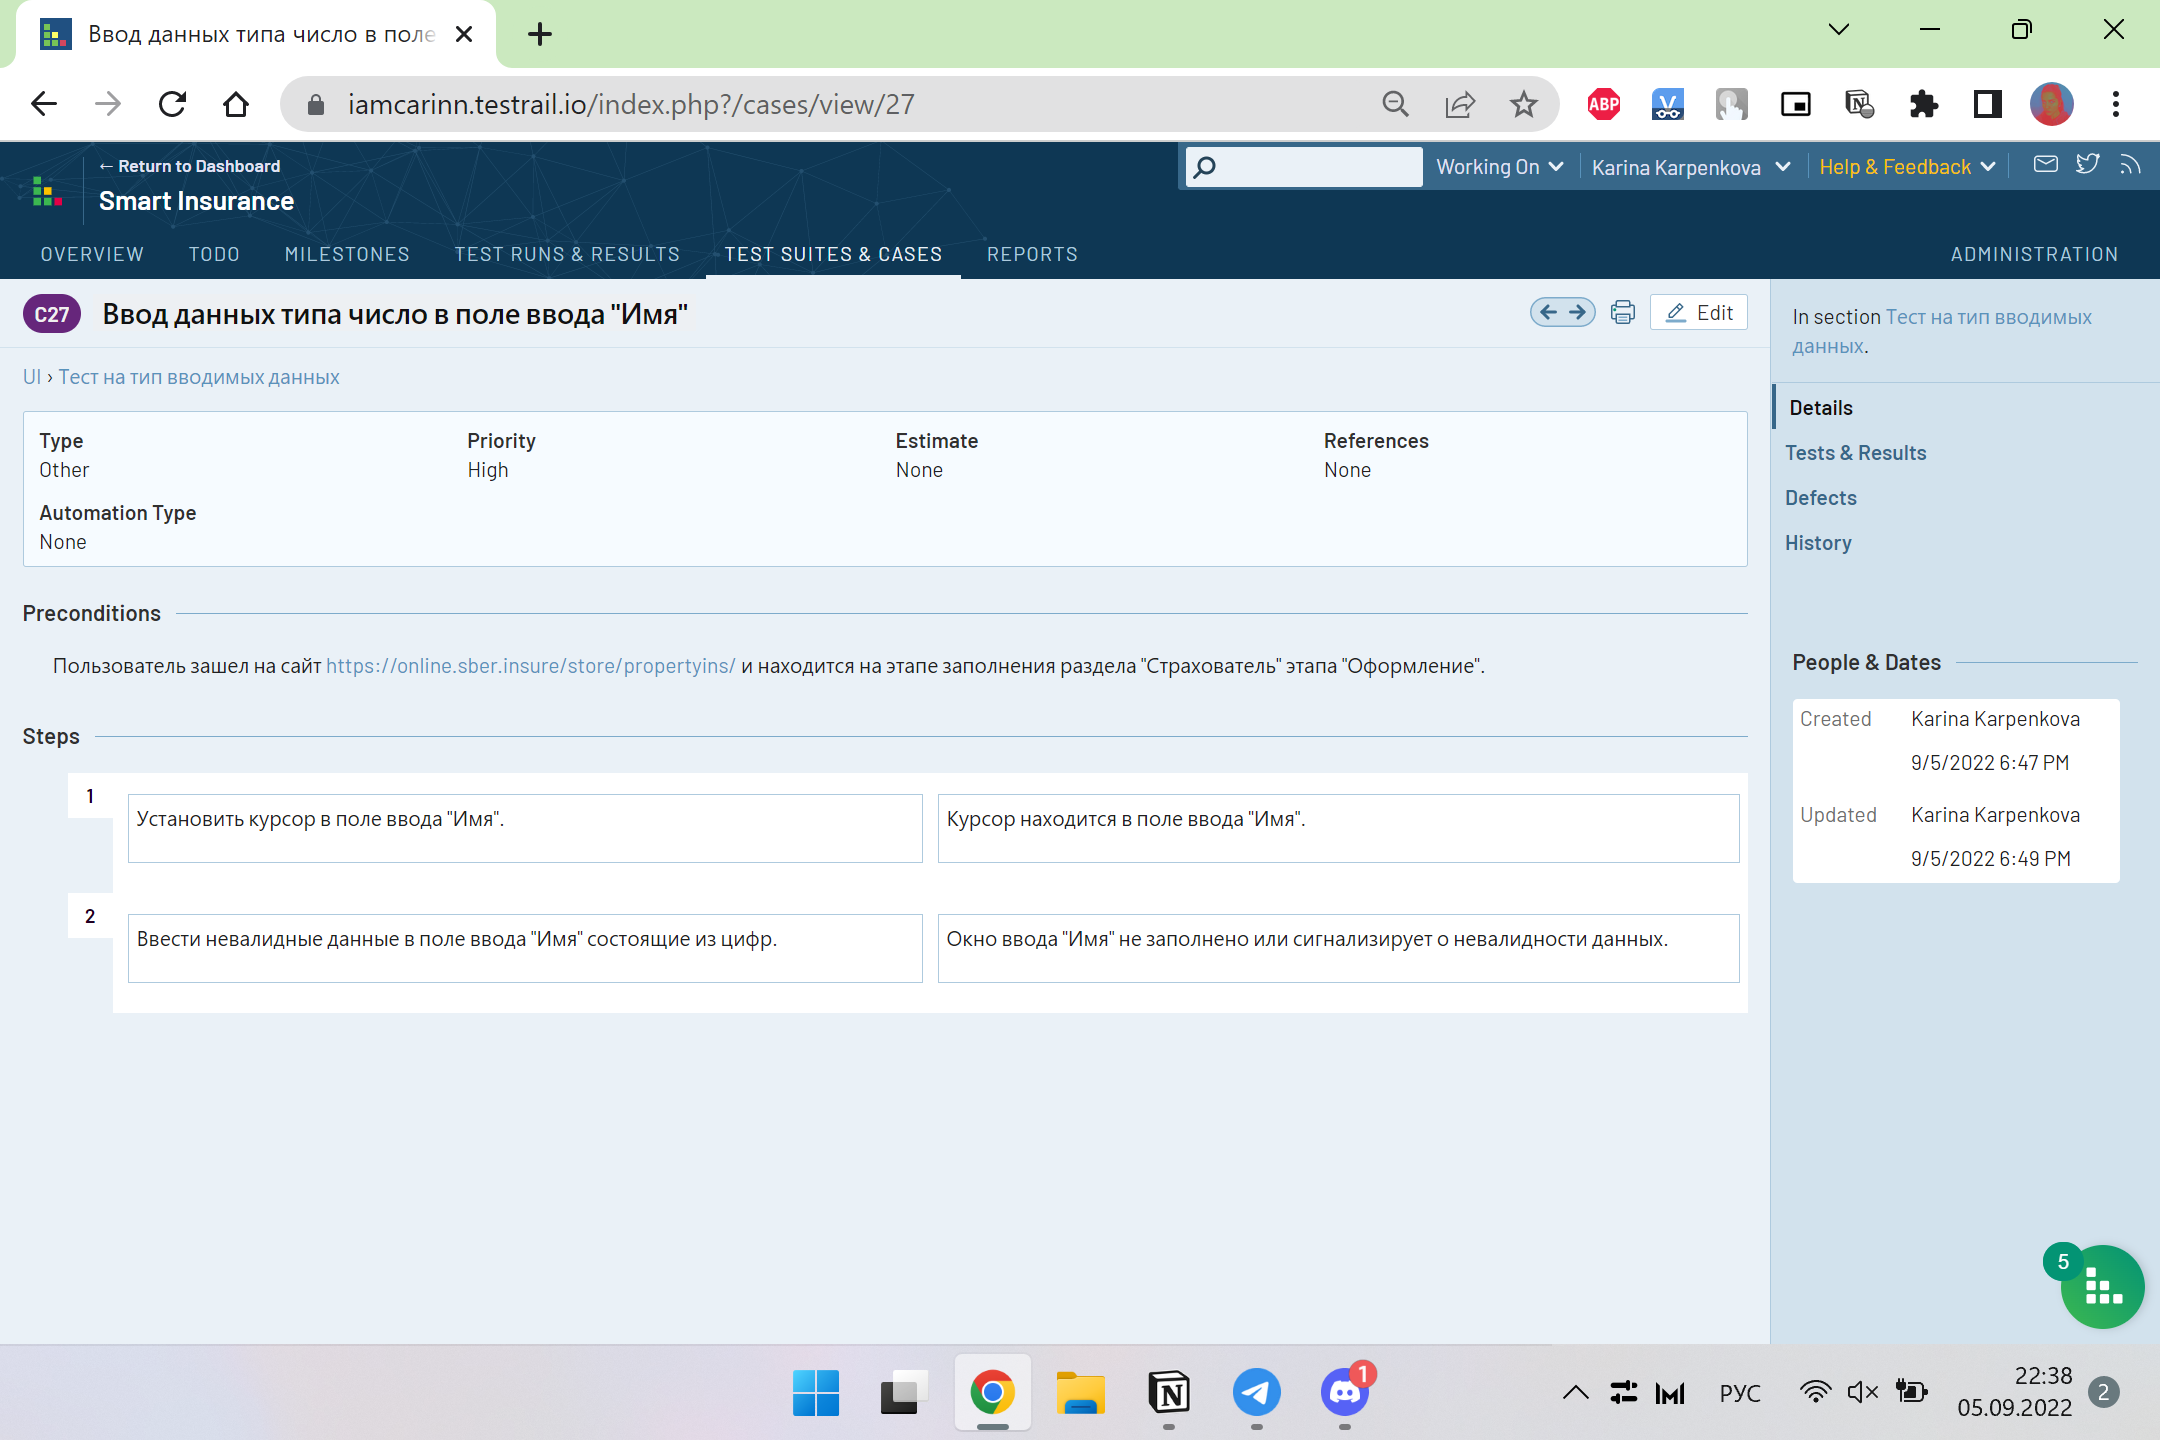 Ввод данных типа число в поле
iamcarinn.testrail.io/index.php?/cases/view/27
ABP
← Return to Dashboard
Smart Insurance
Working On
Karina Karpenkova
Help & Feedback
OVERVIEW
TODO
MILESTONES
TEST RUNS & RESULTS
TEST SUITES & CASES
REPORTS
ADMINISTRATION
C27
Ввод данных типа число в поле ввода "Имя"
Edit
UI › Тест на тип вводимых данных
Type
Other
Priority
High
Estimate
None
References
None
Automation Type
None
Preconditions
Пользователь зашел на сайт https://online.sber.insure/store/propertyins/ и находится на этапе заполнения раздела "Страхователь" этапа "Оформление".
Steps
1
Установить курсор в поле ввода "Имя".
Курсор находится в поле ввода "Имя".
2
Ввести невалидные данные в поле ввода "Имя" состоящие из цифр.
Окно ввода "Имя" не заполнено или сигнализирует о невалидности данных.
In section Тест на тип вводимых
данных.
Details
Tests & Results
Defects
History
People & Dates
Created
Karina Karpenkova
9/5/2022 6:47 PM
Updated
Karina Karpenkova
9/5/2022 6:49 PM
5
1
РУС
22:38
05.09.2022
2